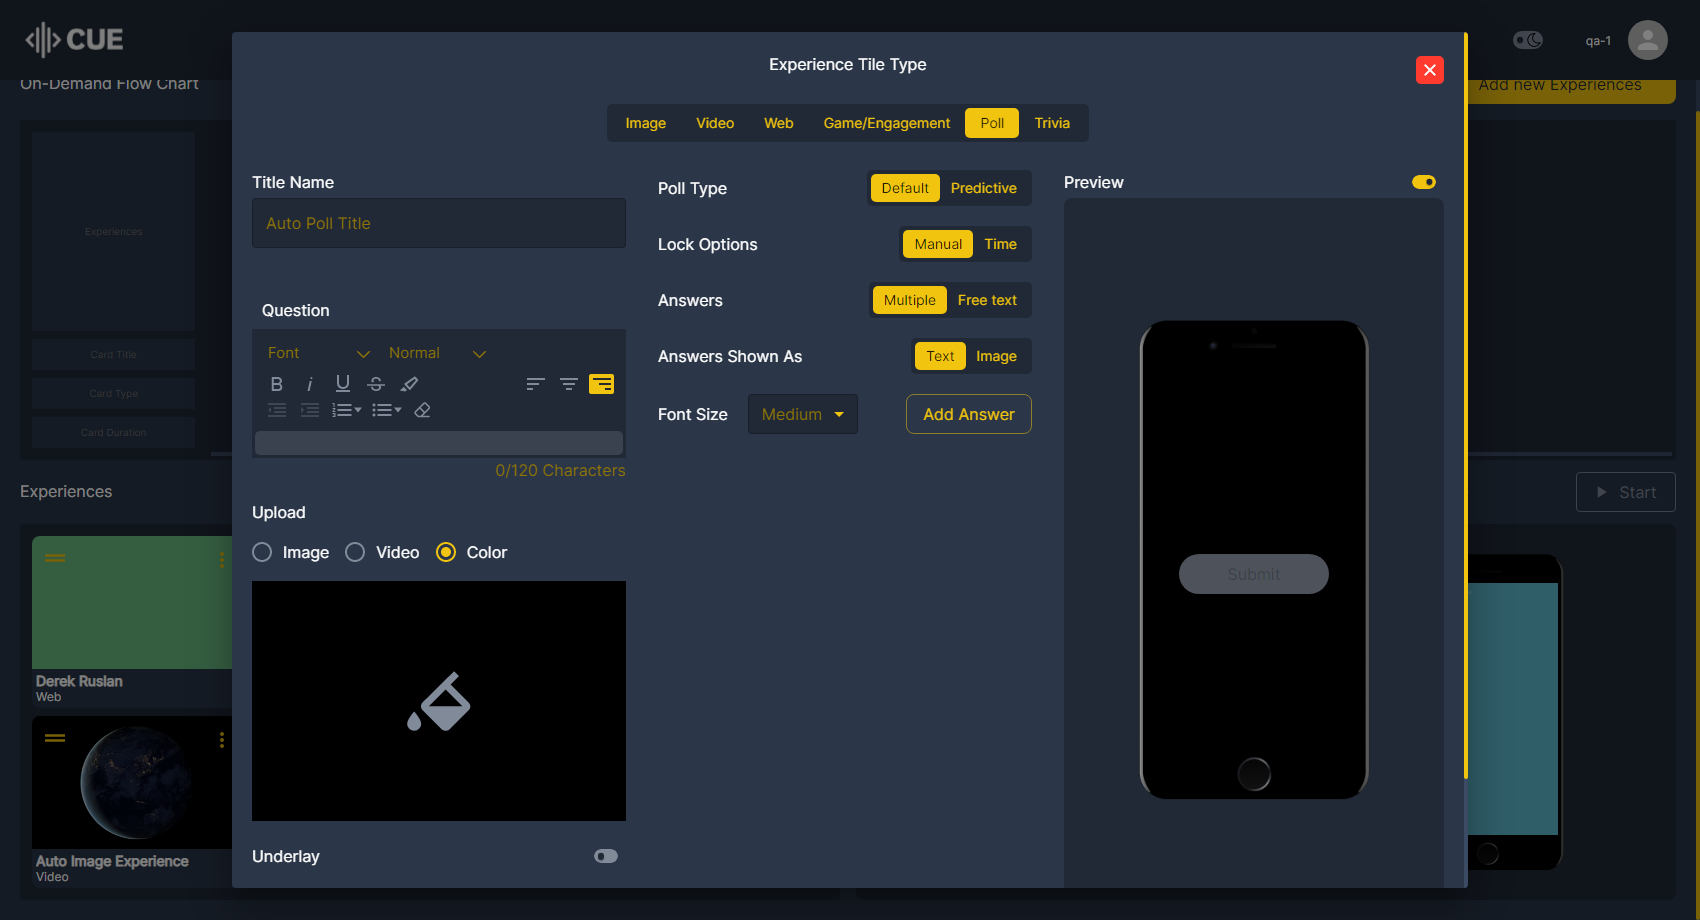 CUE
qa-1
On-Demand Flow Chart
Add new Experiences
Experiences
Card Title
Card Type
Card Duration
Experiences
Start
Derek Ruslan
Web
Auto Image Experience
Video
Experience Tile Type
Image Video Web Game/Engagement Poll Trivia
Title Name
Auto Poll Title
Question
Font Normal
B i U S
0/120 Characters
Upload
Image Video Color
Underlay
Poll Type Default Predictive
Lock Options Manual Time
Answers Multiple Free text
Answers Shown As Text Image
Font Size Medium Add Answer
Preview
Submit